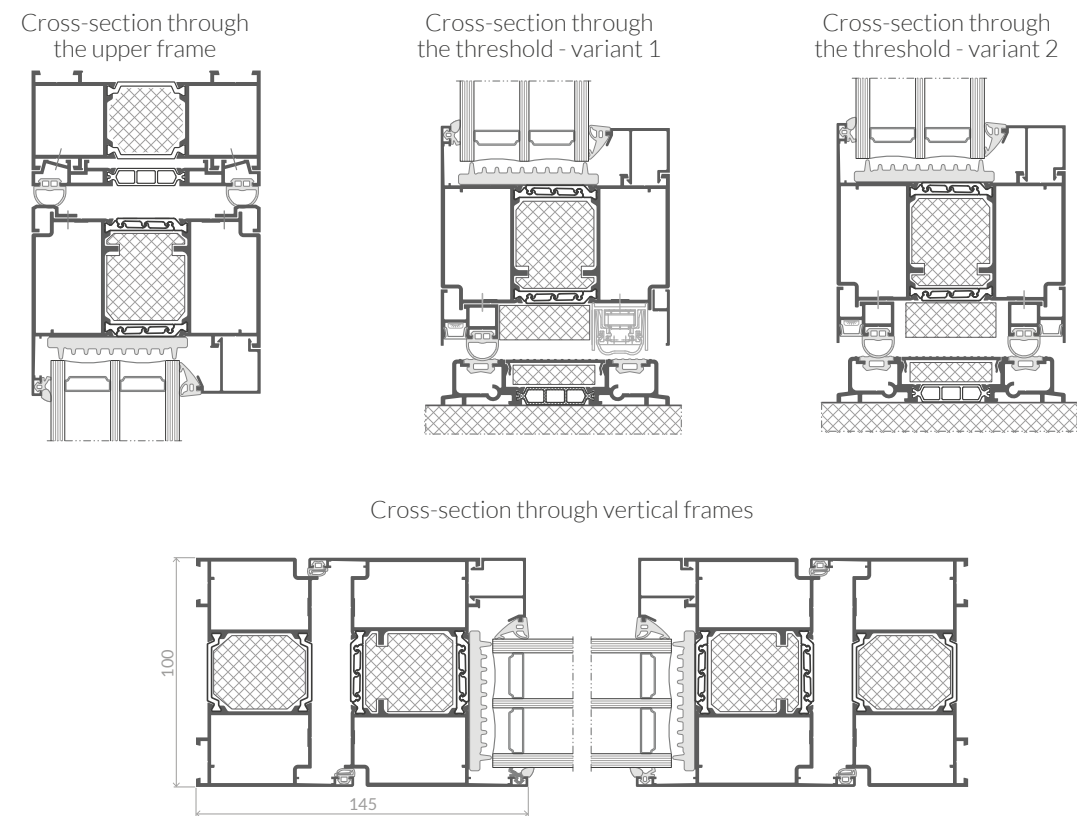 Cross-section through
the upper frame
Cross-section through
the threshold - variant 1
Cross-section through
the threshold - variant 2
Cross-section through vertical frames
100
145